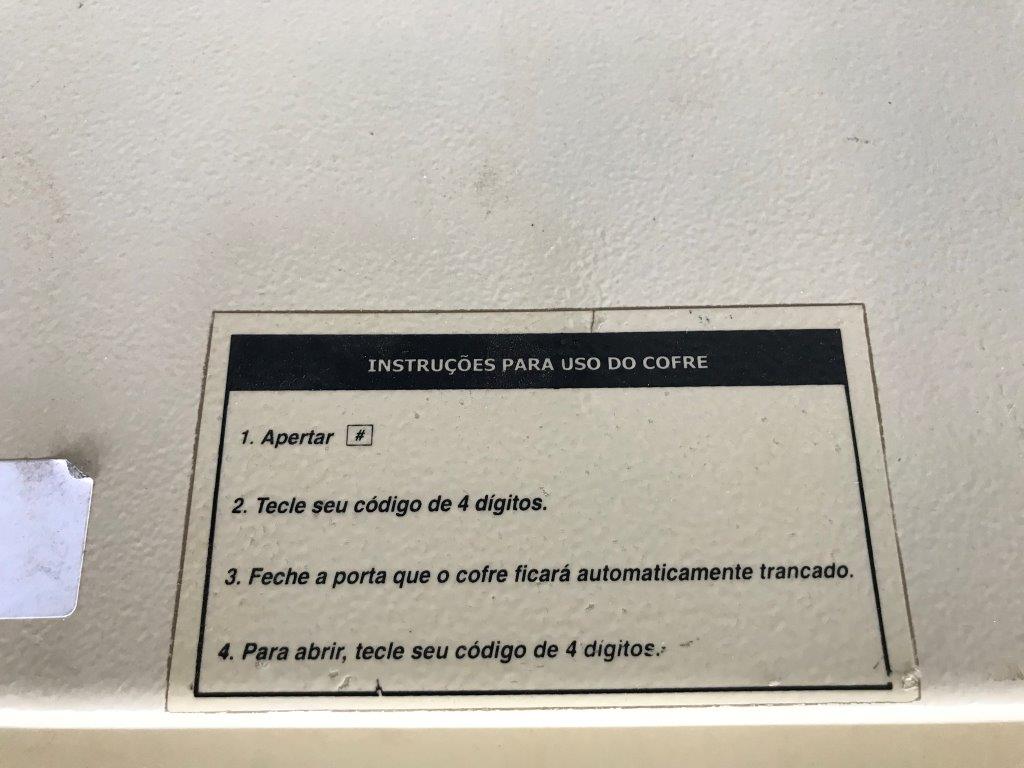 INSTRUÇÕES PARA USO DO COFRE
1. Apertar #
2. Tecle seu código de 4 dígitos.
3. Feche a porta que o cofre ficará automaticamente trancado.
4. Para abrir, tecle seu código de 4 dígitos.